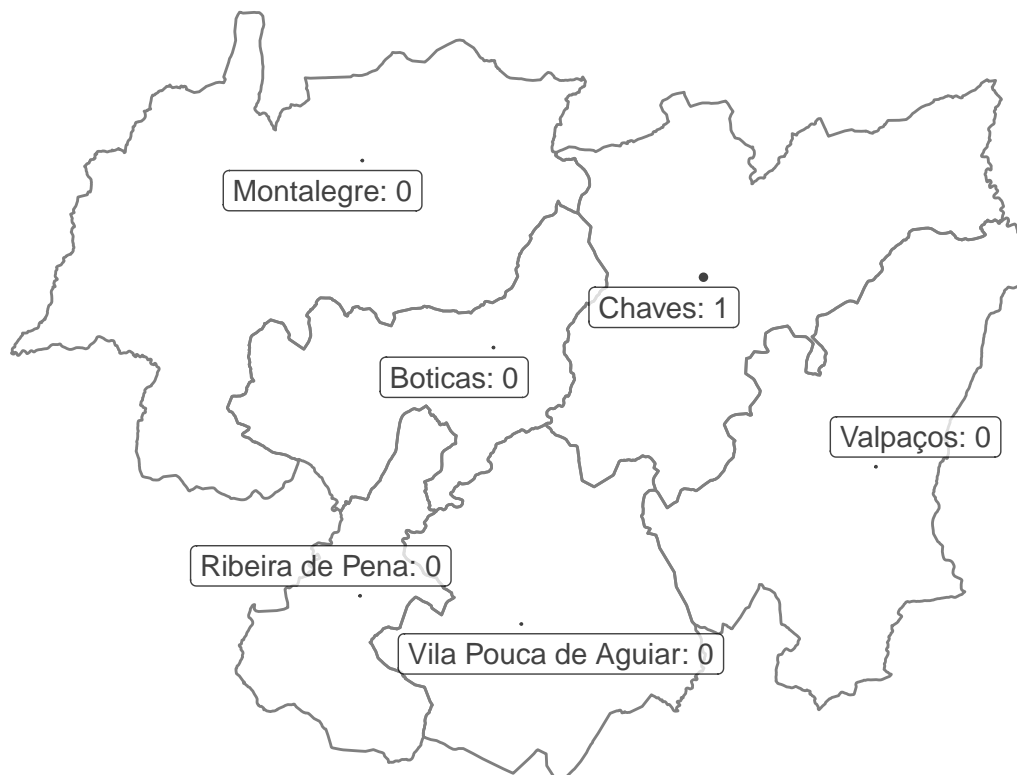 Montalegre: 0
Chaves: 1
Boticas: 0
Valpaços: 0
Ribeira de Pena: 0
Vila Pouca de Aguiar: 0